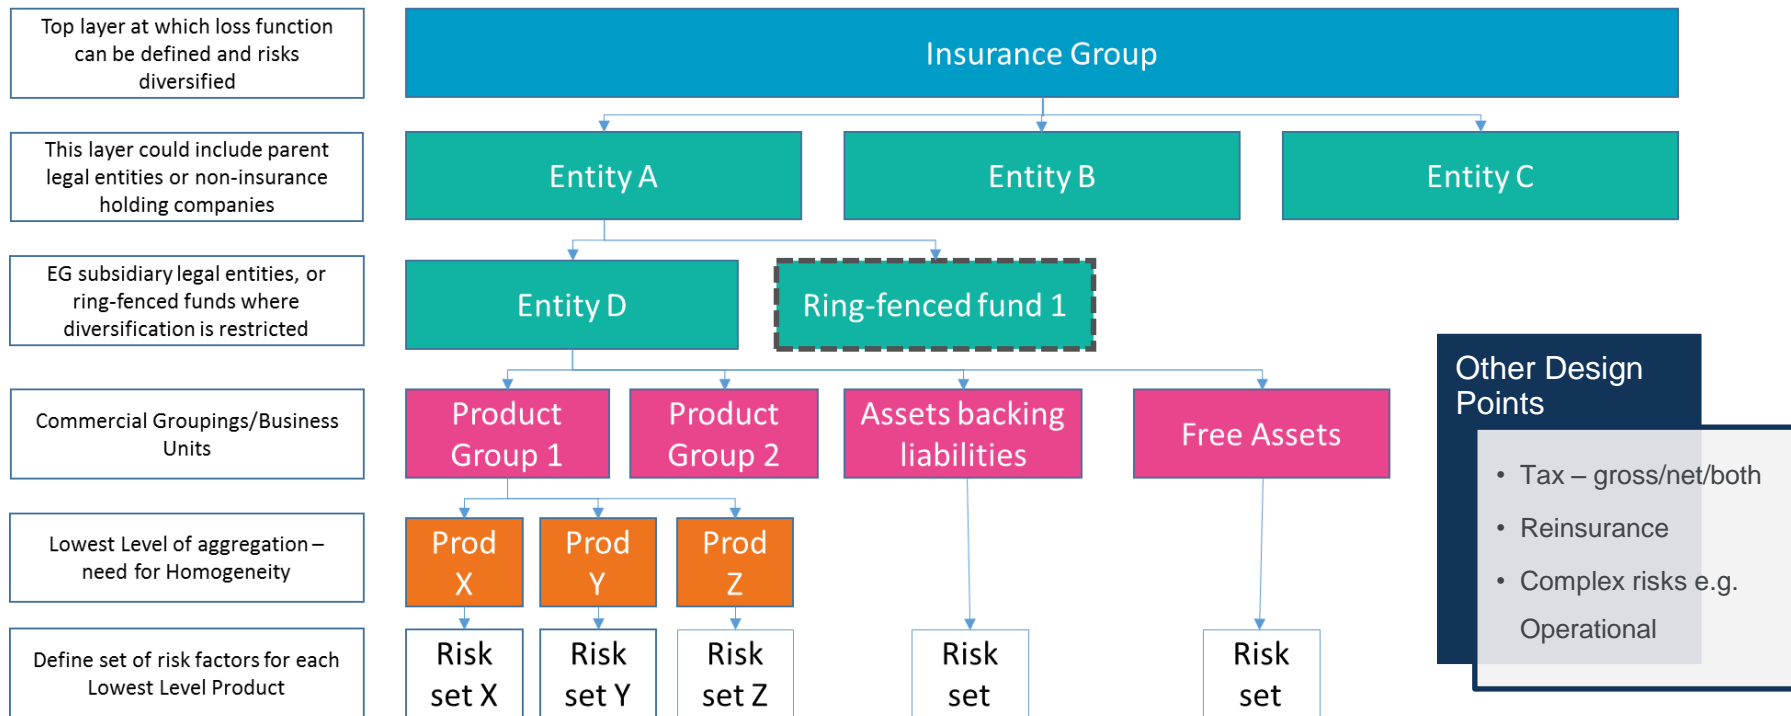 Top layer at which loss function
can be defined and risks
diversified
Insurance Group
This layer could include parent
legal entities or non-insurance
holding companies
Entity A
Entity B
Entity C
EG subsidiary legal entities, or
ring-fenced funds where
diversification is restricted
Entity D
Ring-fenced fund 1
Commercial Groupings/Business
Units
Product
Group 1
Product
Group 2
Assets backing
liabilities
Free Assets
Lowest Level of aggregation –
need for Homogeneity
Prod
X
Prod
Y
Prod
Z
Define set of risk factors for each
Lowest Level Product
Risk
set X
Risk
set Y
Risk
set Z
Risk
set
Risk
set
Other Design
Points
• Tax – gross/net/both
• Reinsurance
• Complex risks e.g.
Operational